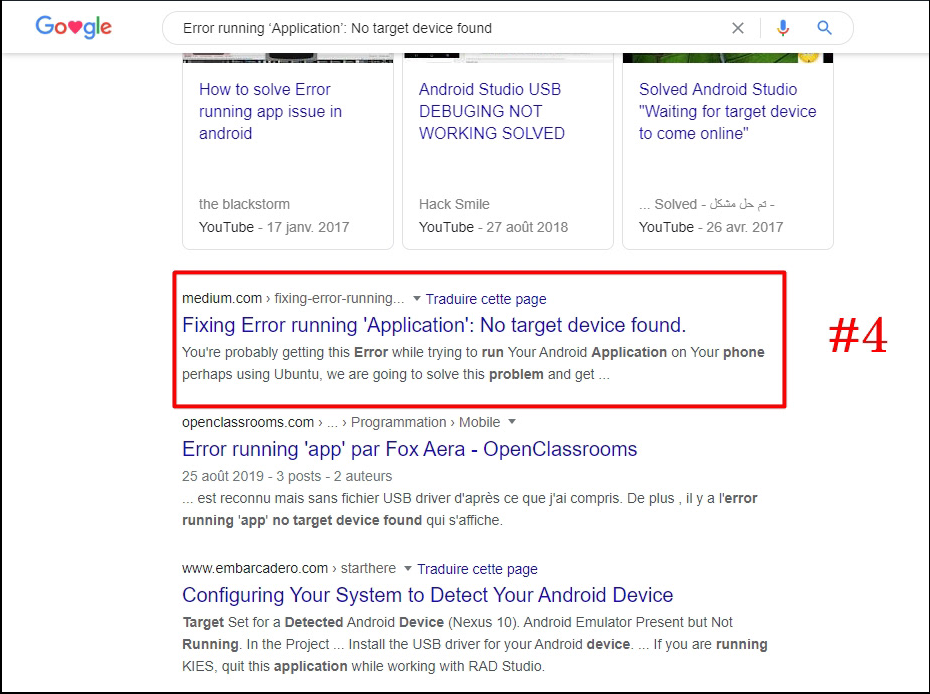 Google
Error running ‘Application’: No target device found
How to solve Error
running app issue in
android
the blackstorm
YouTube - 17 janv. 2017
Android Studio USB
DEBUGING NOT
WORKING SOLVED
Hack Smile
YouTube - 27 août 2018
Solved Android Studio
"Waiting for target device
to come online"
... Solved - تم حل مشكل -
YouTube - 26 avr. 2017
medium.com › fixing-error-running... Traduire cette page
Fixing Error running 'Application': No target device found.
You're probably getting this Error while trying to run Your Android Application on Your phone
perhaps using Ubuntu, we are going to solve this problem and get ...
#4
openclassrooms.com › ... › Programmation › Mobile
Error running 'app' par Fox Aera - OpenClassrooms
25 août 2019 - 3 posts - 2 auteurs
... est reconnu mais sans fichier USB driver d'après ce que j'ai compris. De plus , il y a l'error
running 'app' no target device found qui s'affiche.
www.embarcadero.com › starthere Traduire cette page
Configuring Your System to Detect Your Android Device
Target Set for a Detected Android Device (Nexus 10). Android Emulator Present but Not
Running. In the Project ... Install the USB driver for your Android device. ... If you are running
KIES, quit this application while working with RAD Studio.